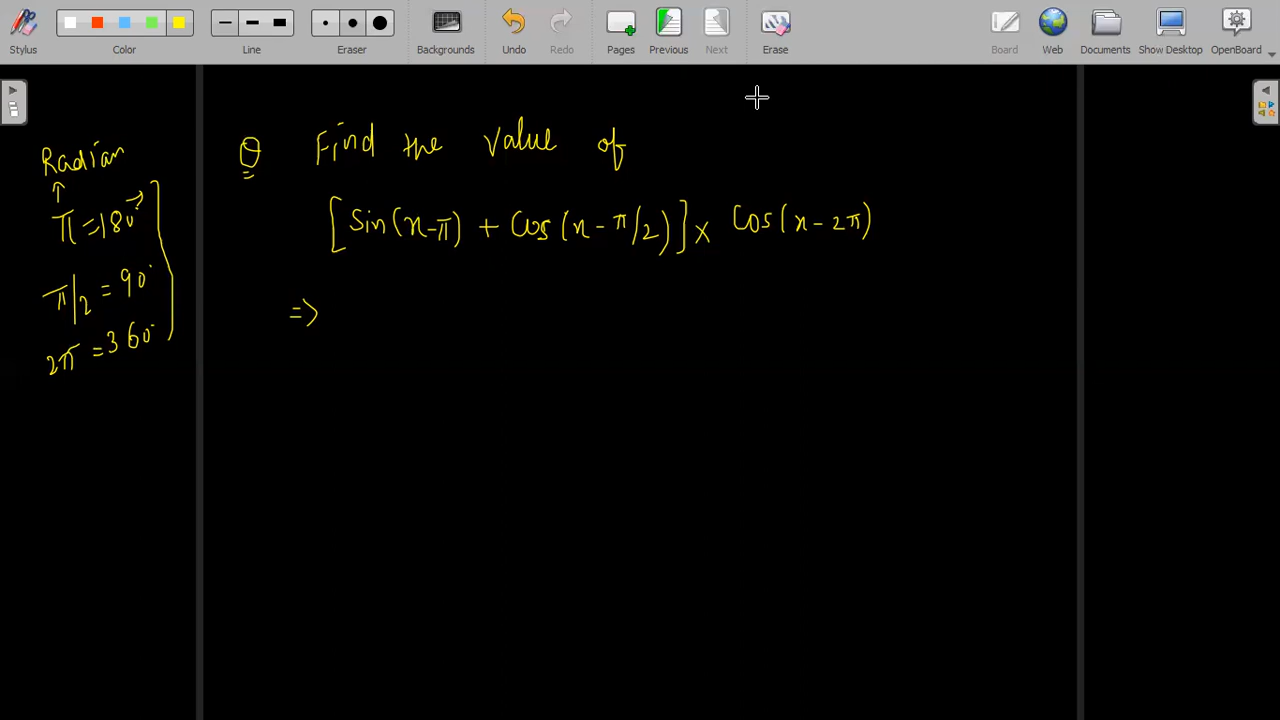 Stylus Color Line Eraser Backgrounds Undo Redo Pages Previous Next Erase Board Web Documents Show Desktop OpenBoard
Radian
↑
π = 180° →
π/2 = 90°
2π = 360°
Q Find the value of
[Sin(x-π) + Cos(x - π/2)] x Cos(x - 2π)
=>